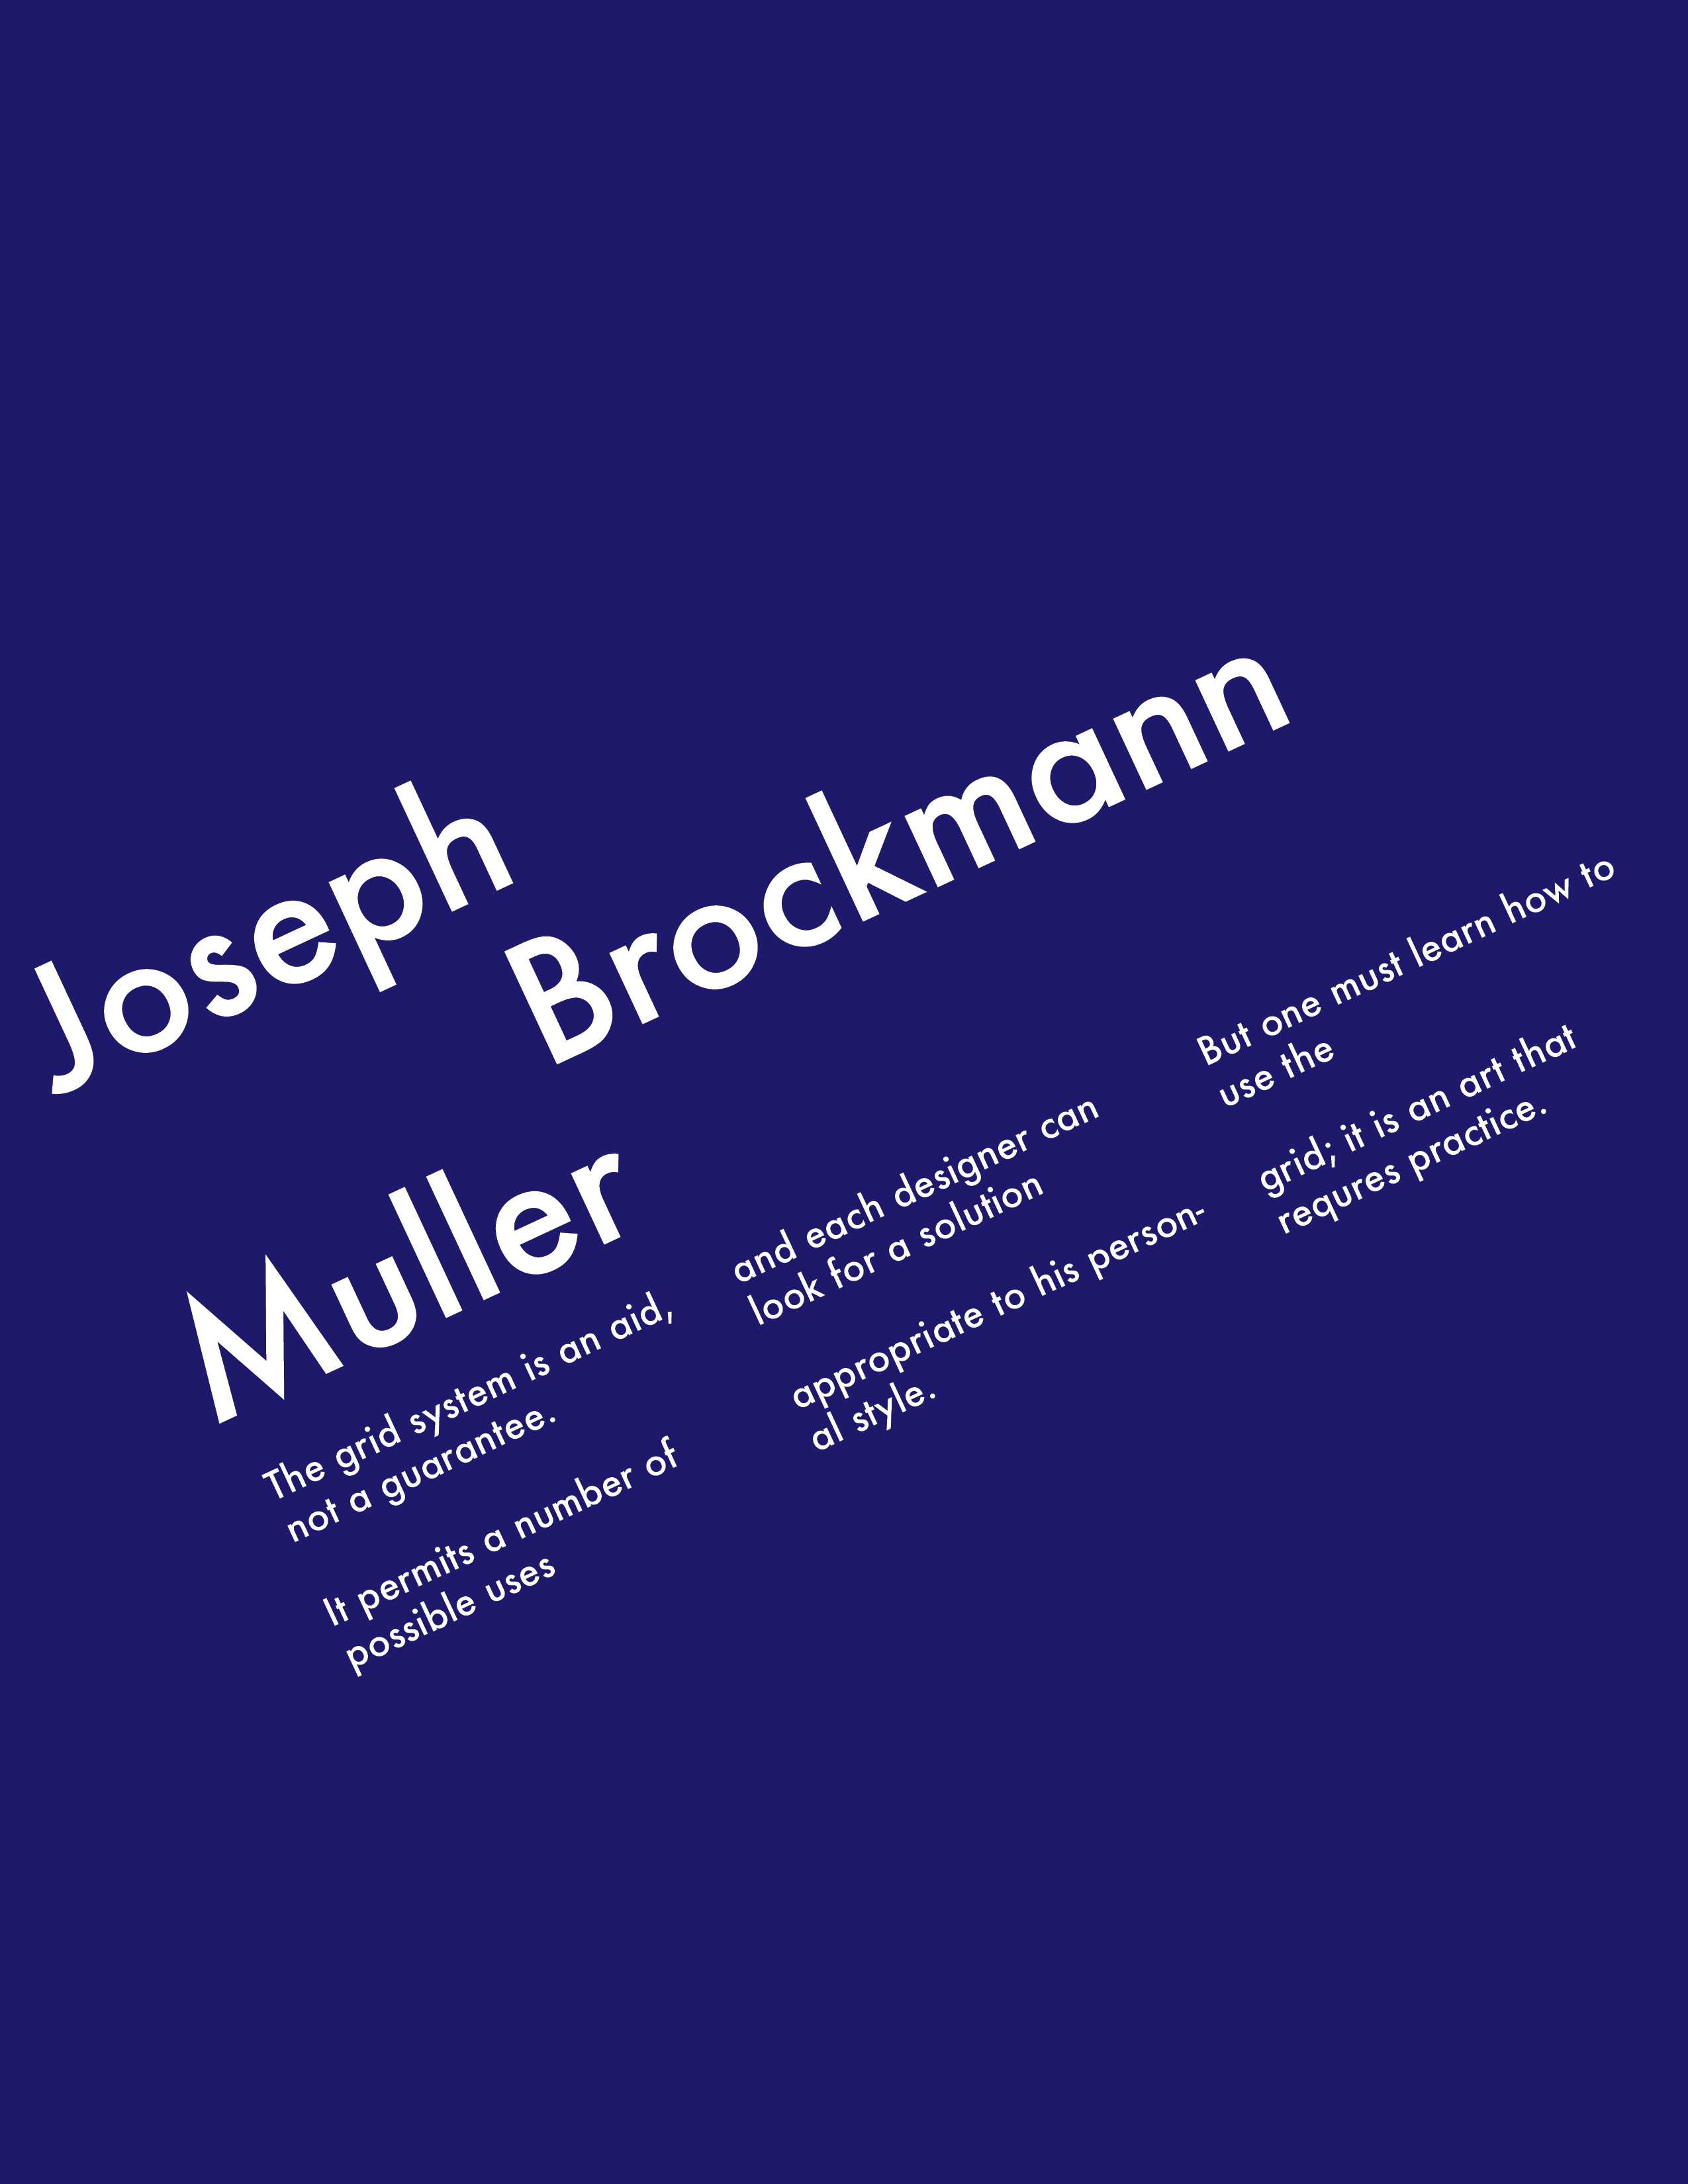 Joseph
Brockmann
Muller
The grid system is an aid,
not a guarantee.
It permits a number of
possible uses
and each designer can
look for a solution
appropriate to his person-
al style.
But one must learn how to
use the
grid; it is an art that
requres practice.